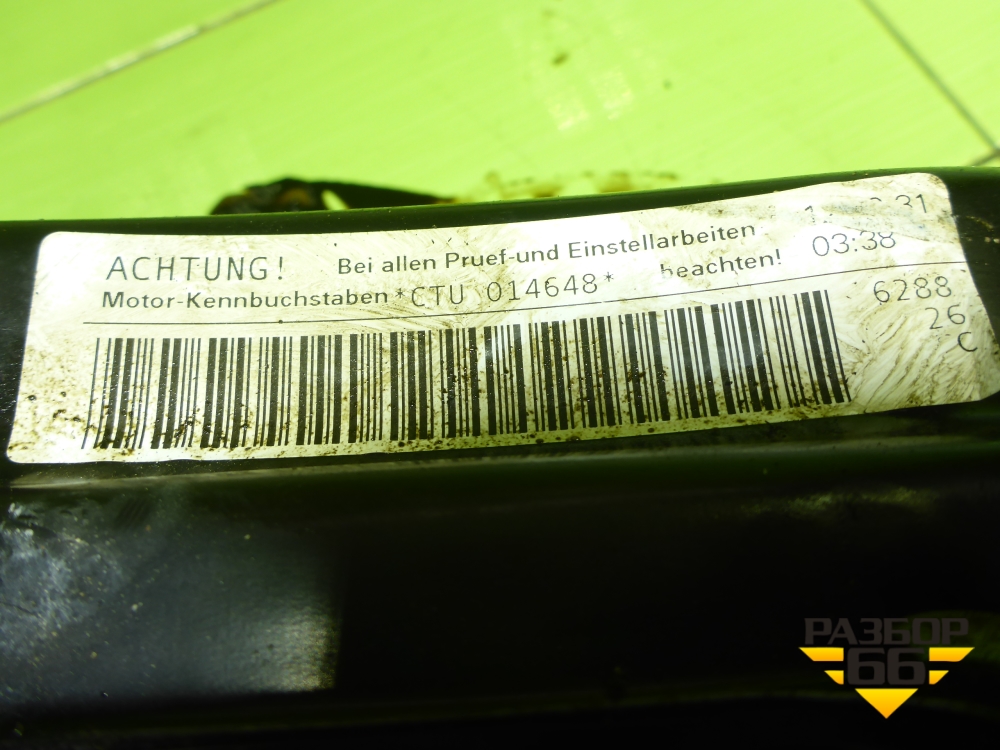 ACHTUNG! Bei allen Pruef-und Einstellarbeiten
Motor-Kennbuchstaben *CTU 014648* beachten! 03:38
6288
26
C
РАЗБОР
66